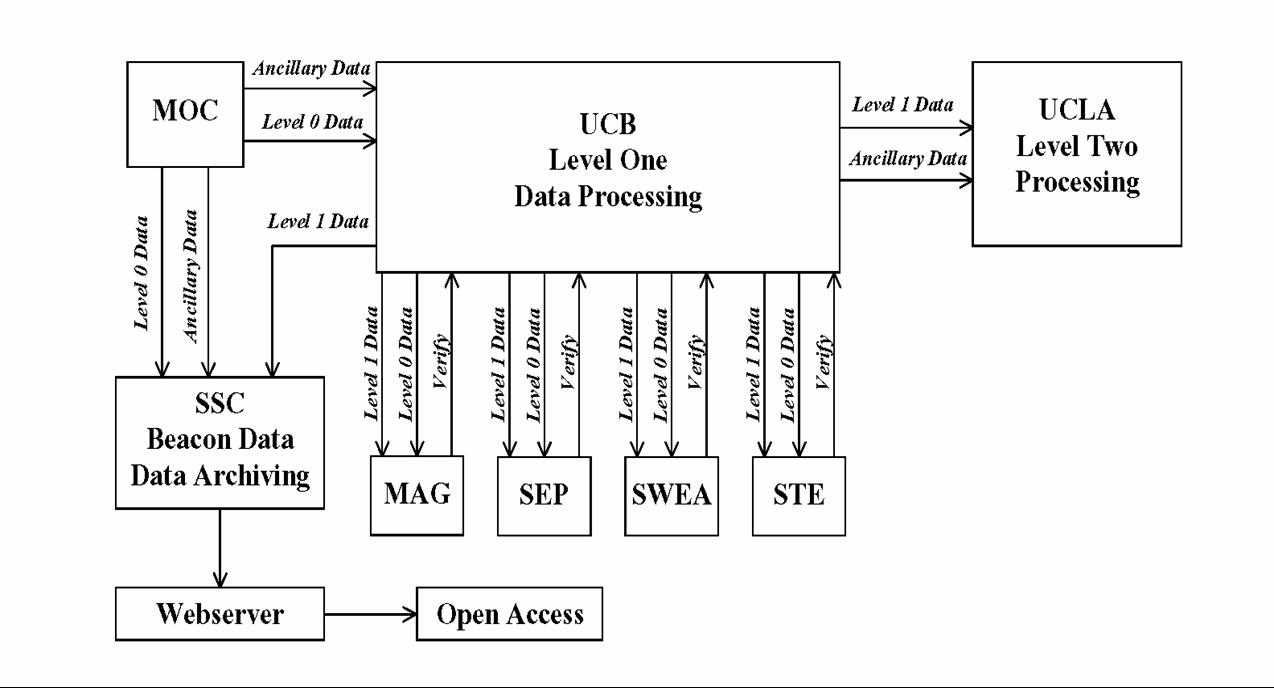 Ancillary Data
MOC
Level 0 Data
UCB
Level One
Data Processing
Level 1 Data
Ancillary Data
UCLA
Level Two
Processing
Level 0 Data
Ancillary Data
Level 1 Data
Level 1 Data
Level 0 Data
Verify
Level 1 Data
Level 0 Data
Verify
Level 1 Data
Level 0 Data
Verify
Level 1 Data
Level 0 Data
Verify
SSC
Beacon Data
Data Archiving
MAG
SEP
SWEA
STE
Webserver
Open Access